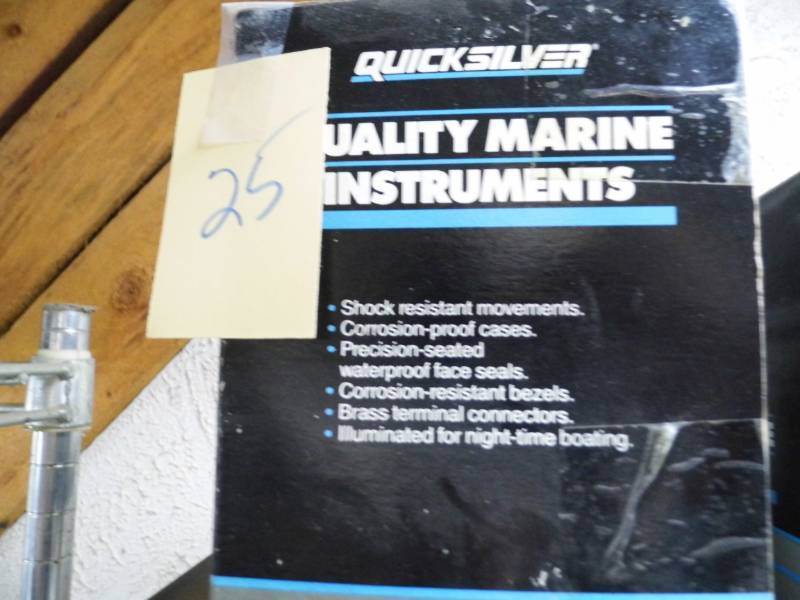 QUICKSILVER®
25
UALITY MARINE
INSTRUMENTS
• Shock resistant movements.
• Corrosion-proof cases.
• Precision-seated
waterproof face seals.
• Corrosion-resistant bezels.
• Brass terminal connectors.
• Illuminated for night-time boating.